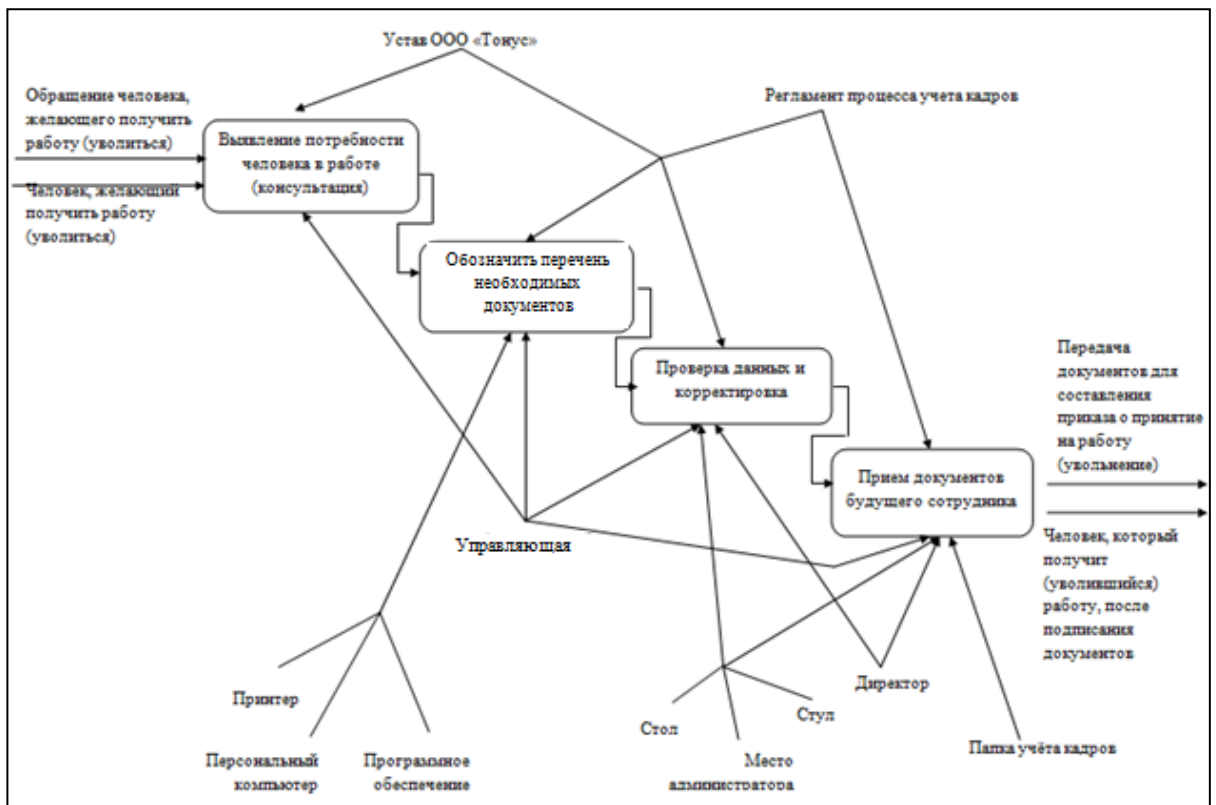 Устав ООО «Тонус»
Обращение человека,
желающего получить
работу (уволиться)
Регламент процесса учета кадров
Выявление потребности
человека в работе
(консультация)
Человек, желающий
получить работу
(уволиться)
Обозначить перечень
необходимых
документов
Проверка данных и
корректировка
Передача
документов для
составления
приказа о принятие
на работу
(увольнение)
Прием документов
будущего сотрудника
Управляющая
Человек, который
получит
(уволившийся)
работу, после
подписания
документов
Принтер
Директор
Стул
Стол
Папка учёта кадров
Персональный
компьютер
Программное
обеспечение
Место
администратора